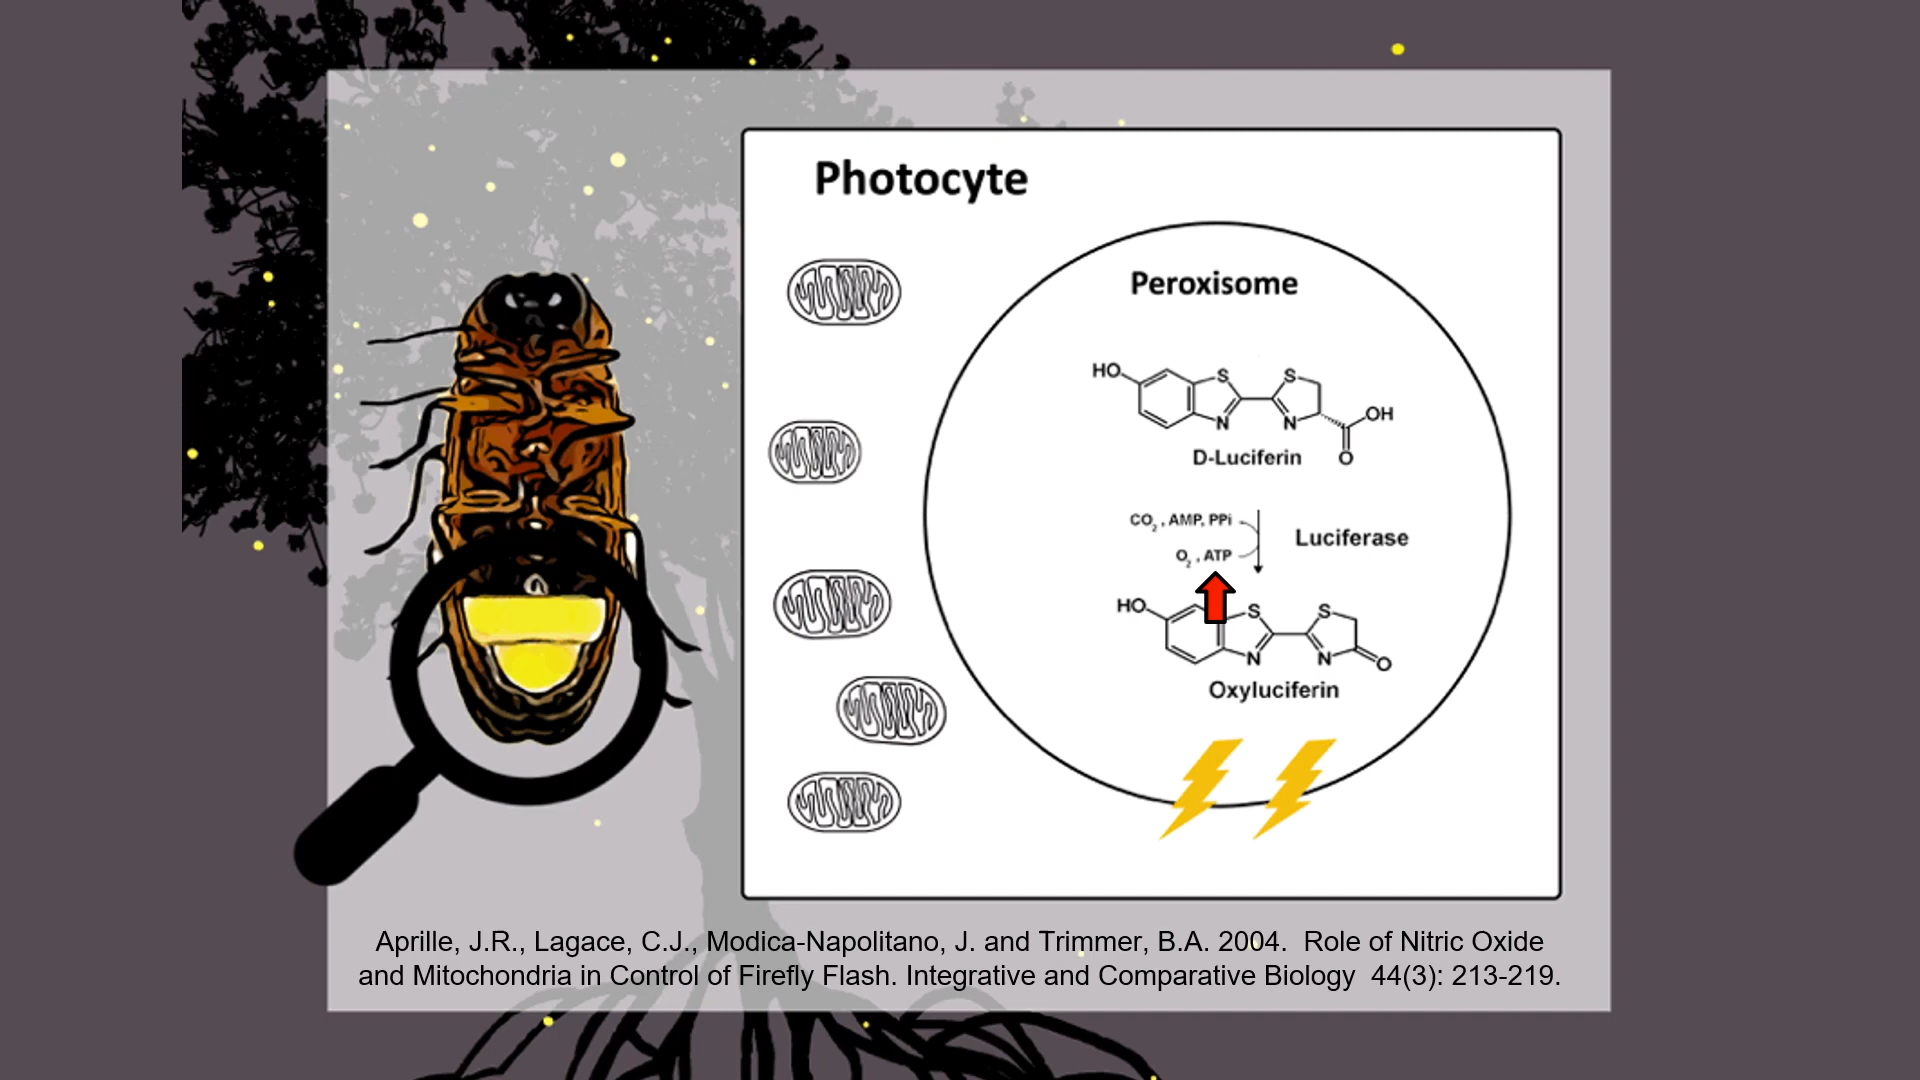 Photocyte
Peroxisome
HO
S
S
N
N
OH
O
D-Luciferin
CO2 , AMP, PPi
O2 , ATP
Luciferase
HO
S
S
N
N
O
Oxyluciferin
Aprille, J.R., Lagace, C.J., Modica-Napolitano, J. and Trimmer, B.A. 2004.  Role of Nitric Oxide
and Mitochondria in Control of Firefly Flash. Integrative and Comparative Biology  44(3): 213-219.